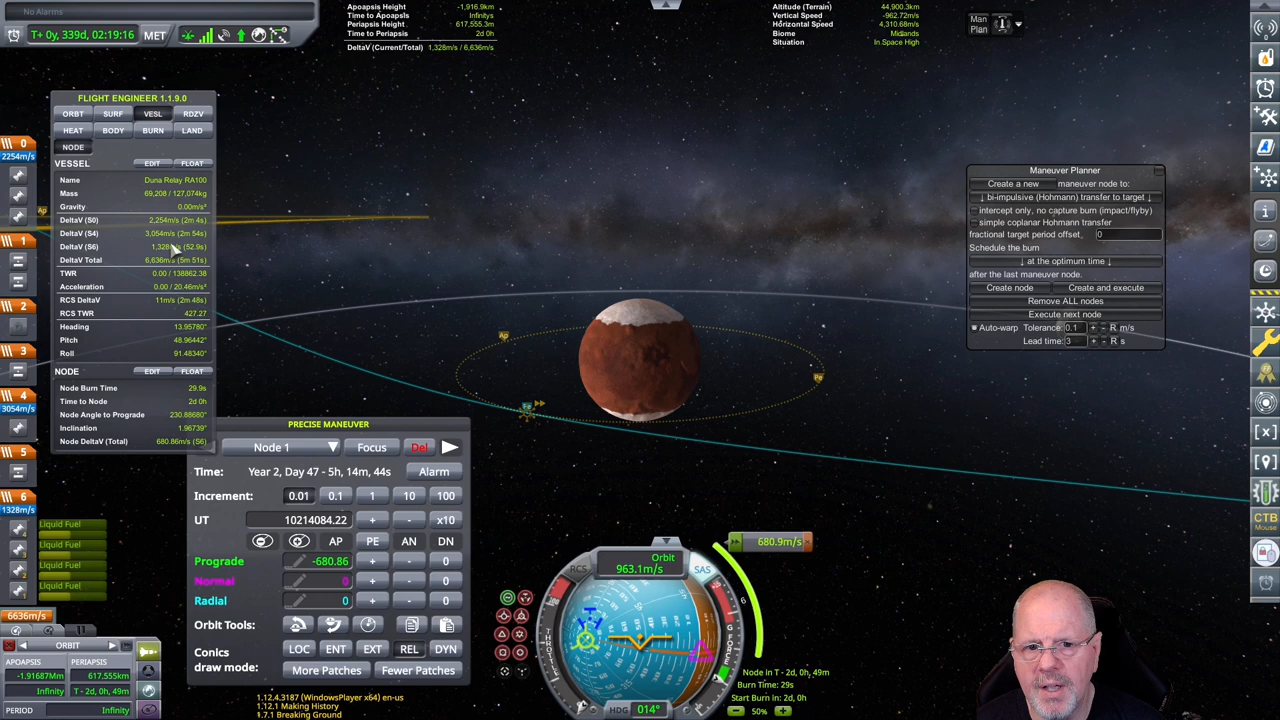 No Alarms
T+ 0y, 339d, 02:19:16
MET
Apoapsis Height -1,916.9km
Time to Apoapsis Infinitys
Periapsis Height 617,555.3m
Time to Periapsis 2d 0h
DeltaV (Current/Total) 1,328m/s / 6,636m/s
Altitude (Terrain) 44,900.3km
Vertical Speed -962.72m/s
Horizontal Speed 4,310.68m/s
Biome Midlands
Situation In Space High
Man
Plan
FLIGHT ENGINEER 1.1.9.0
ORBT SURF VESL RDZV
HEAT BODY BURN LAND
NODE
VESSEL EDIT FLOAT
Name Duna Relay RA100
Mass 69,208 / 127,074kg
Gravity 0.00m/s²
DeltaV (S0) 2,254m/s (2m 4s)
DeltaV (S4) 3,054m/s (2m 54s)
DeltaV (S6) 1,328m/s (52.9s)
DeltaV Total 6,636m/s (5m 51s)
TWR 0.00 / 138862.38
Acceleration 0.00 / 20.46m/s²
RCS DeltaV 11m/s (2m 48s)
RCS TWR 427.27
Heading 13.95780°
Pitch 48.96442°
Roll 91.48340°
NODE EDIT FLOAT
Node Burn Time 29.9s
Time to Node 2d 0h
Node Angle to Prograde 230.88680°
Inclination 1.96739°
Node DeltaV (Total) 680.86m/s (S6)
0
2254m/s
1
2
3
4
3054m/s
5
6
1328m/s
4
3
2
1
Liquid Fuel
Liquid Fuel
Liquid Fuel
Liquid Fuel
6636m/s
ORBIT
APOAPSIS PERIAPSIS
-1.91687Mm 617.555km
Infinity T - 2d, 0h, 49m
PERIOD Infinity
Maneuver Planner
Create a new maneuver node to:
↓ bi-impulsive (Hohmann) transfer to target ↓
intercept only, no capture burn (impact/flyby)
simple coplanar Hohmann transfer
fractional target period offset, 0
Schedule the burn
↓ at the optimum time ↓
after the last maneuver node.
Create node Create and execute
Remove ALL nodes
Execute next node
Auto-warp Tolerance: 0.1 + - R m/s
Lead time: 3 + - R s
Ap
Ap
Pe
PRECISE MANEUVER
Node 1 Focus Del
Time: Year 2, Day 47 - 5h, 14m, 44s Alarm
Increment: 0.01 0.1 1 10 100
UT 10214084.22 + - x10
AP PE AN DN
Prograde -680.86 + - 0
Normal 0 + - 0
Radial 0 + - 0
Orbit Tools:
Conics
draw mode:
LOC ENT EXT REL DYN
More Patches Fewer Patches
1.12.4.3187 (WindowsPlayer x64) en-us
1.12.1 Making History
1.7.1 Breaking Ground
Orbit
963.1m/s
RCS
SAS
THROTTLE
G FORCE
HDG 014°
680.9m/s
Node in T - 2d, 0h, 49m
Burn Time: 29s
Start Burn in: 2d, 0h
50%
[x]
CTB
Mouse